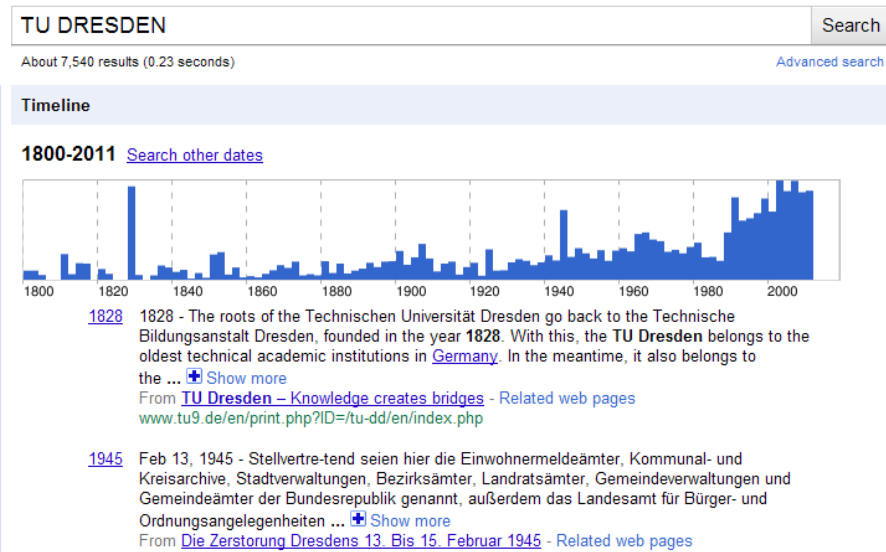 TU DRESDEN
Search
About 7,540 results (0.23 seconds)
Advanced search
Timeline
1800-2011 Search other dates
1800 1820 1840 1860 1880 1900 1920 1940 1960 1980 2000
1828 1828 - The roots of the Technischen Universität Dresden go back to the Technische
Bildungsanstalt Dresden, founded in the year 1828. With this, the TU Dresden belongs to the
oldest technical academic institutions in Germany. In the meantime, it also belongs to
the ... Show more
From TU Dresden – Knowledge creates bridges - Related web pages
www.tu9.de/en/print.php?ID=/tu-dd/en/index.php
1945 Feb 13, 1945 - Stellvertre-tend seien hier die Einwohnermeldeämter, Kommunal- und
Kreisarchive, Stadtverwaltungen, Bezirksämter, Landratsämter, Gemeindeverwaltungen und
Gemeindeämter der Bundesrepublik genannt, außerdem das Landesamt für Bürger- und
Ordnungsangelegenheiten ... Show more
From Die Zerstorung Dresdens 13. Bis 15. Februar 1945 - Related web pages